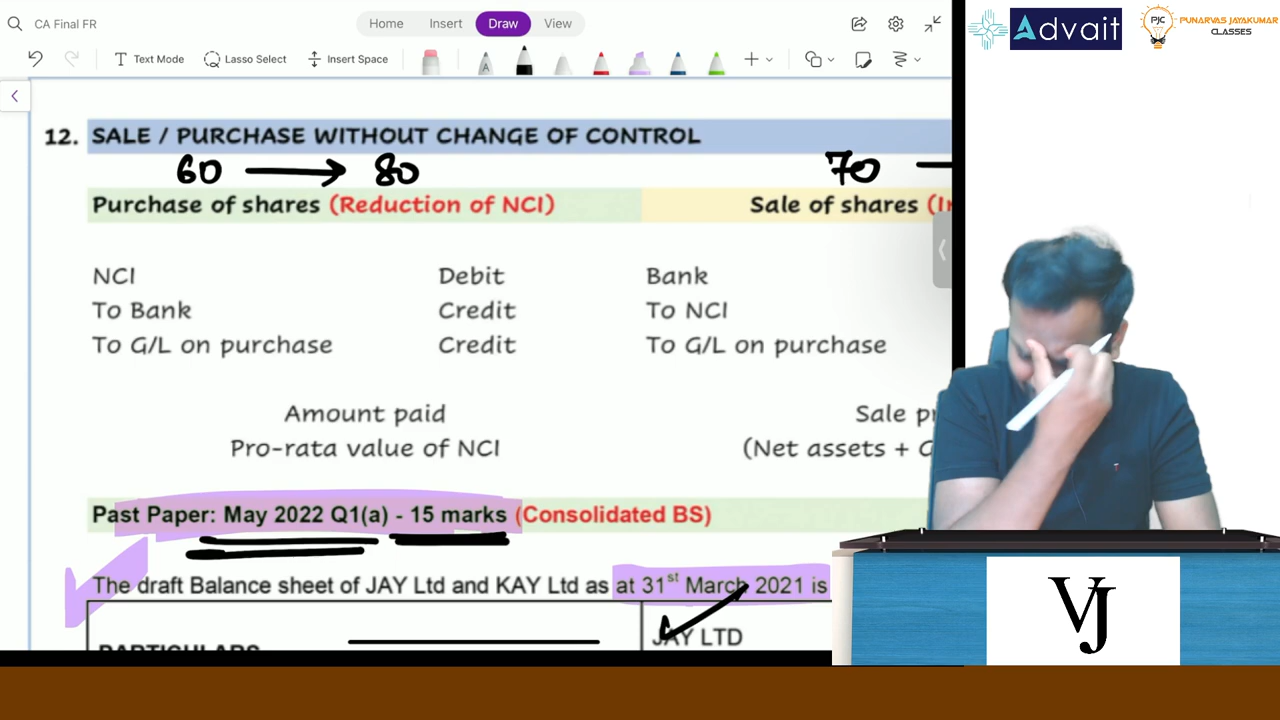 CA Final FR
Home Insert Draw View
Text Mode Lasso Select Insert Space
Advait
PJC
PUNARVAS JAYAKUMAR
CLASSES
12. SALE / PURCHASE WITHOUT CHANGE OF CONTROL
60 → 80 70
Purchase of shares (Reduction of NCI) Sale of shares (
NCI Debit Bank
To Bank Credit To NCI
To G/L on purchase Credit To G/L on purchase
Amount paid Sale
Pro-rata value of NCI (Net assets +
Past Paper: May 2022 Q1(a) - 15 marks (Consolidated BS)
The draft Balance sheet of JAY Ltd and KAY Ltd as at 31st March 2021 is
PARTICULARS JAY LTD
VJ